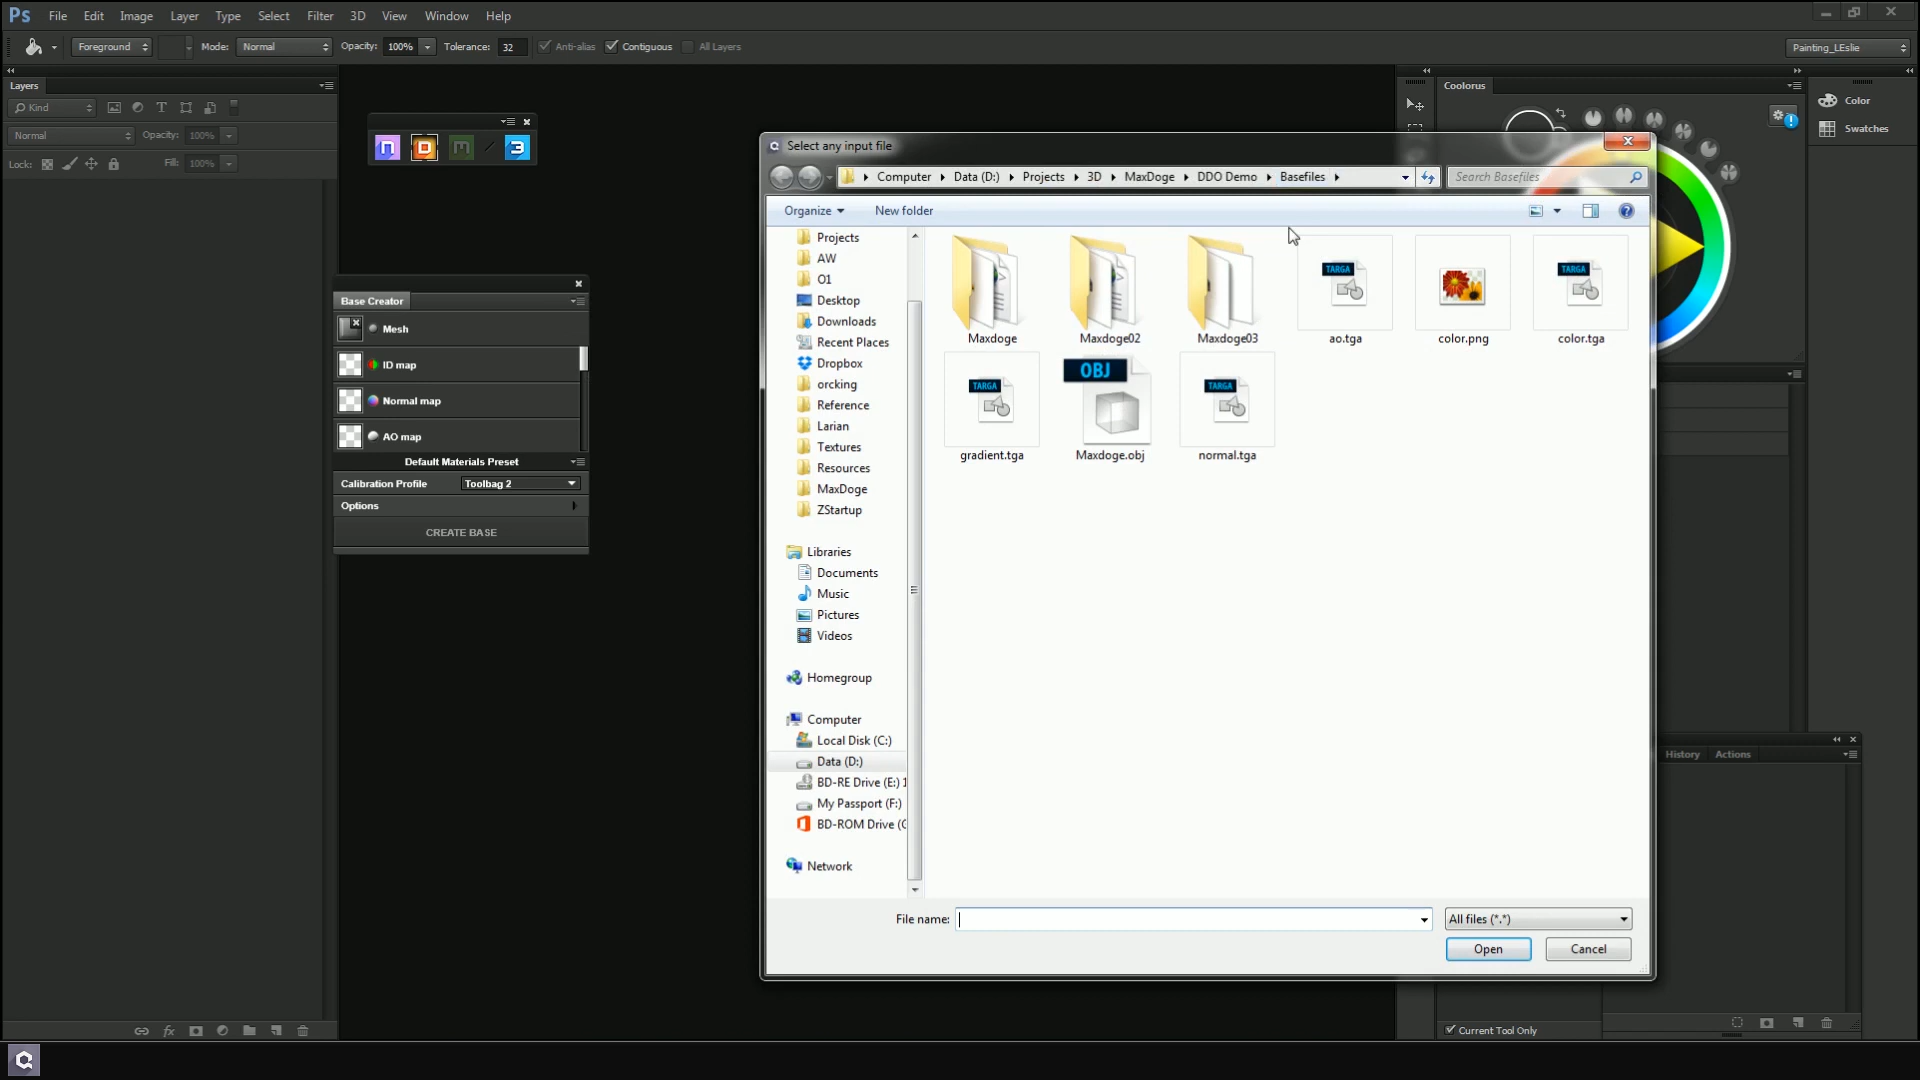 Ps File Edit Image Layer Type Select Filter 3D View Window Help
Foreground Mode: Normal Opacity: 100% Tolerance: 32 Anti-alias Contiguous All Layers Painting_LEslie
Layers
Kind
Normal Opacity: 100%
Lock: Fill: 100%
Coolorus
Color
Swatches
n D m 3
Base Creator
Mesh
ID map
Normal map
AO map
Default Materials Preset
Calibration Profile Toolbag 2
Options
CREATE BASE
Select any input file
Computer Data (D:) Projects 3D MaxDoge DDO Demo Basefiles Search Basefiles
Organize New folder
Projects
AW
O1
Desktop
Downloads
Recent Places
Dropbox
orcking
Reference
Larian
Textures
Resources
MaxDoge
ZStartup
Libraries
Documents
Music
Pictures
Videos
Homegroup
Computer
Local Disk (C:)
Data (D:)
BD-RE Drive (E:) 1
My Passport (F:)
BD-ROM Drive (
Network
TARGA TARGA
Maxdoge Maxdoge02 Maxdoge03 ao.tga color.png color.tga
TARGA OBJ TARGA
gradient.tga Maxdoge.obj normal.tga
File name: All files (*.*)
Open Cancel
History Actions
Current Tool Only